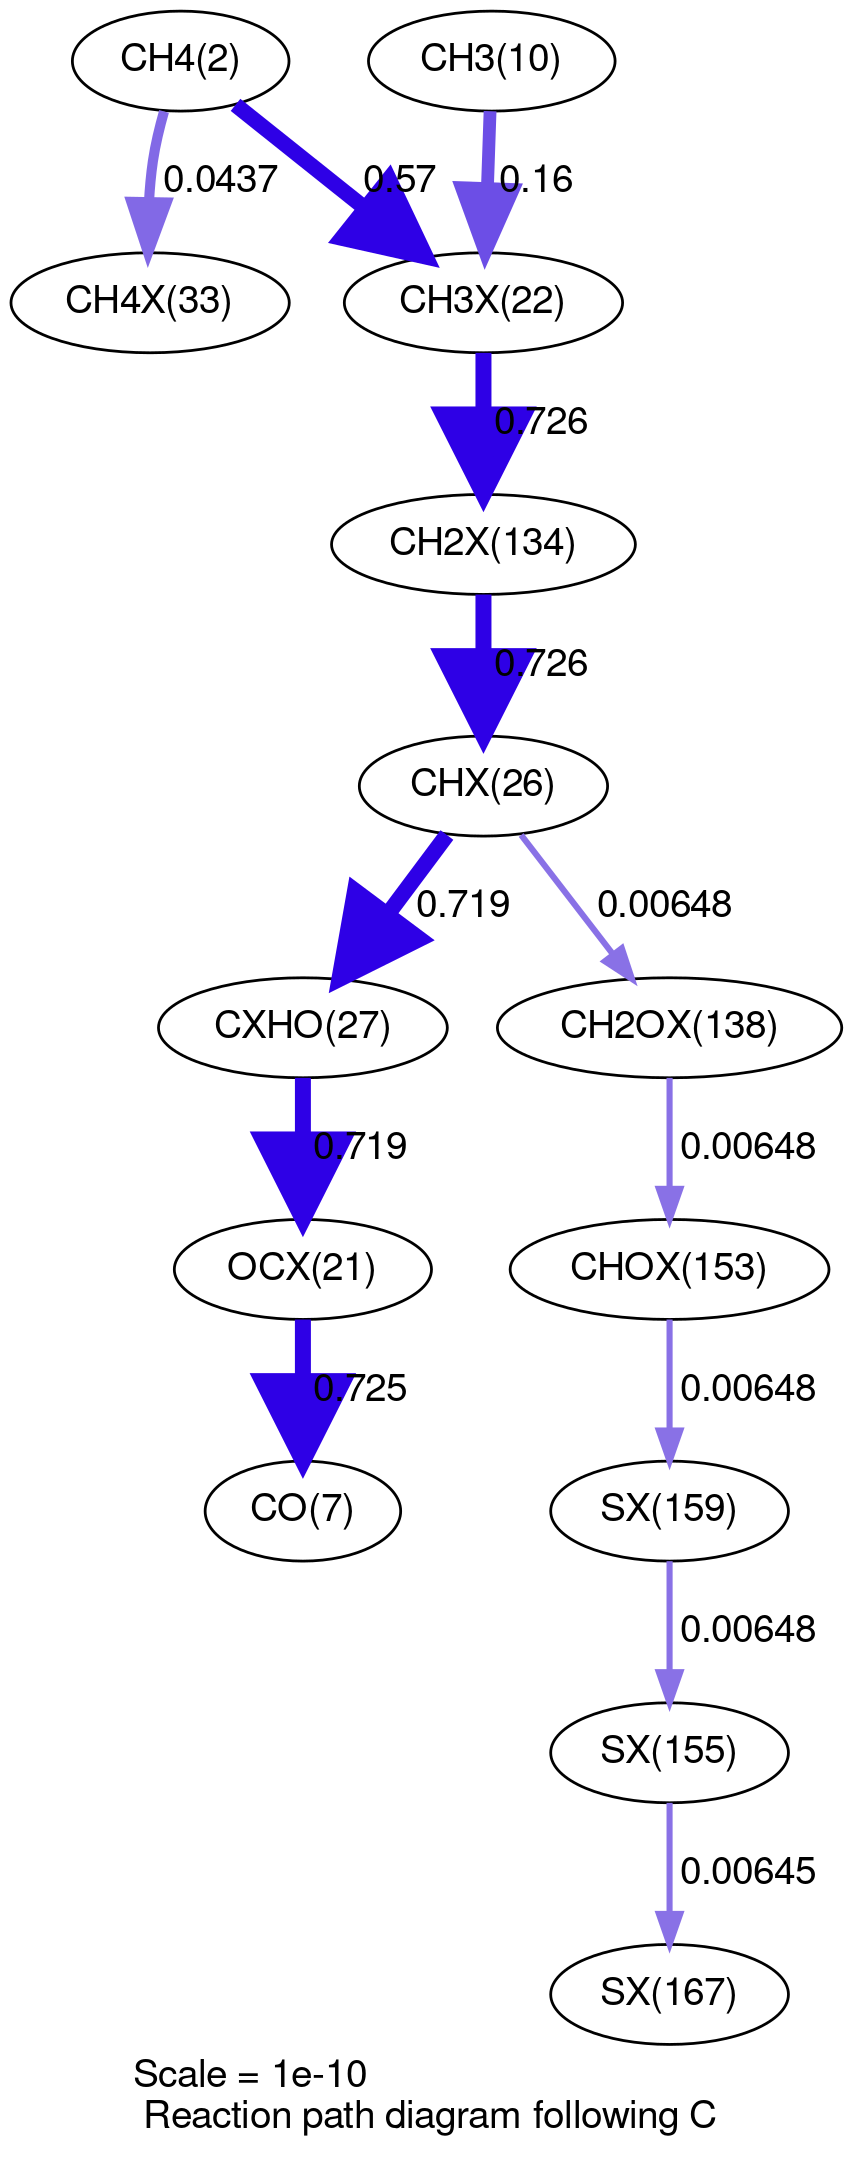 CH4(2)
CH3(10)
0.0437
0.57
0.16
CH4X(33)
CH3X(22)
0.726
CH2X(134)
0.726
CHX(26)
0.719
0.00648
CXHO(27)
CH2OX(138)
0.719
0.00648
OCX(21)
CHOX(153)
0.725
0.00648
CO(7)
SX(159)
0.00648
SX(155)
0.00645
SX(167)
Scale = 1e-10
Reaction path diagram following C